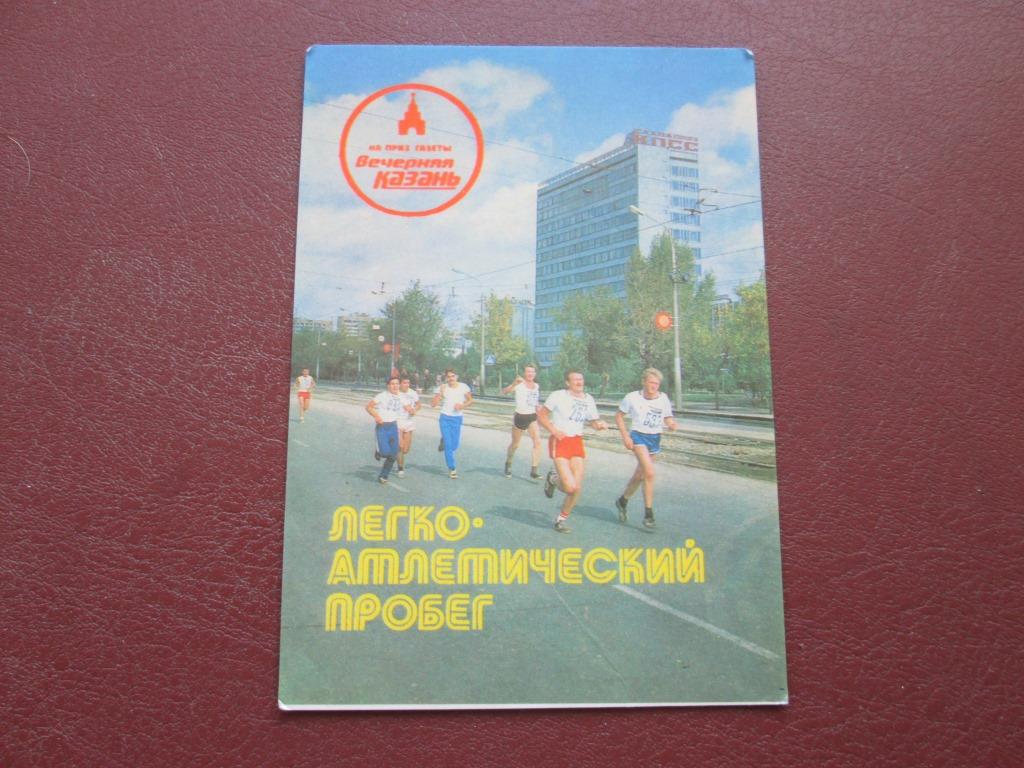 НА ПРИЗ ГАЗЕТЫ
Вечерняя
Казань
КПСС
ЛЕГКО-
АТЛЕТИЧЕСКИЙ
ПРОБЕГ